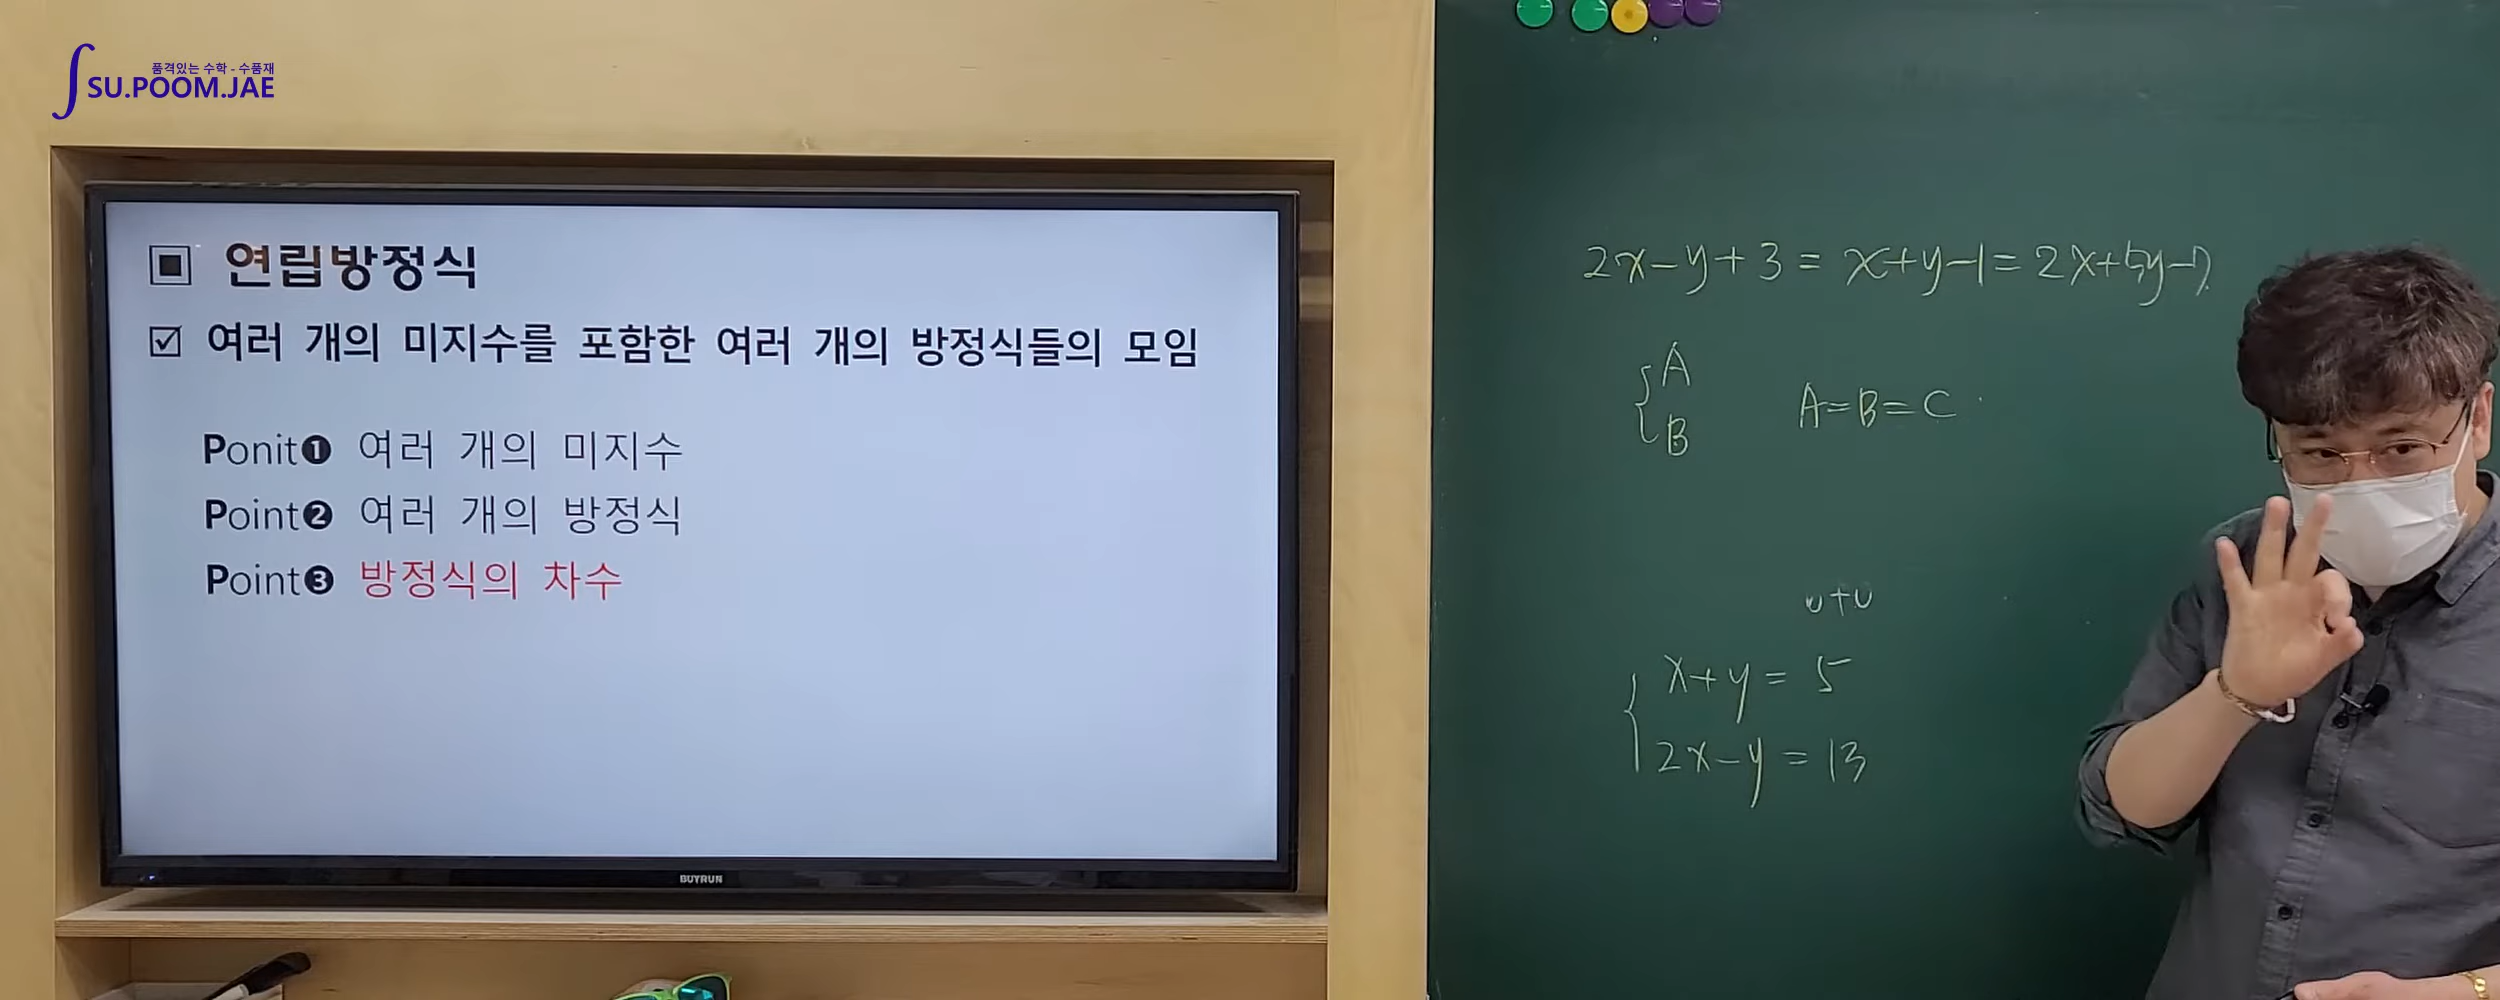 품격있는 수학 - 수품재
SU.POOM.JAE
연립방정식
여러 개의 미지수를 포함한 여러 개의 방정식들의 모임
Ponit❶ 여러 개의 미지수
Point❷ 여러 개의 방정식
Point❸ 방정식의 차수
BUYRUN
2x-y+3=x+y-1=2x+5y-7
A
B
A=B=C
x+y=5
2x-y=13